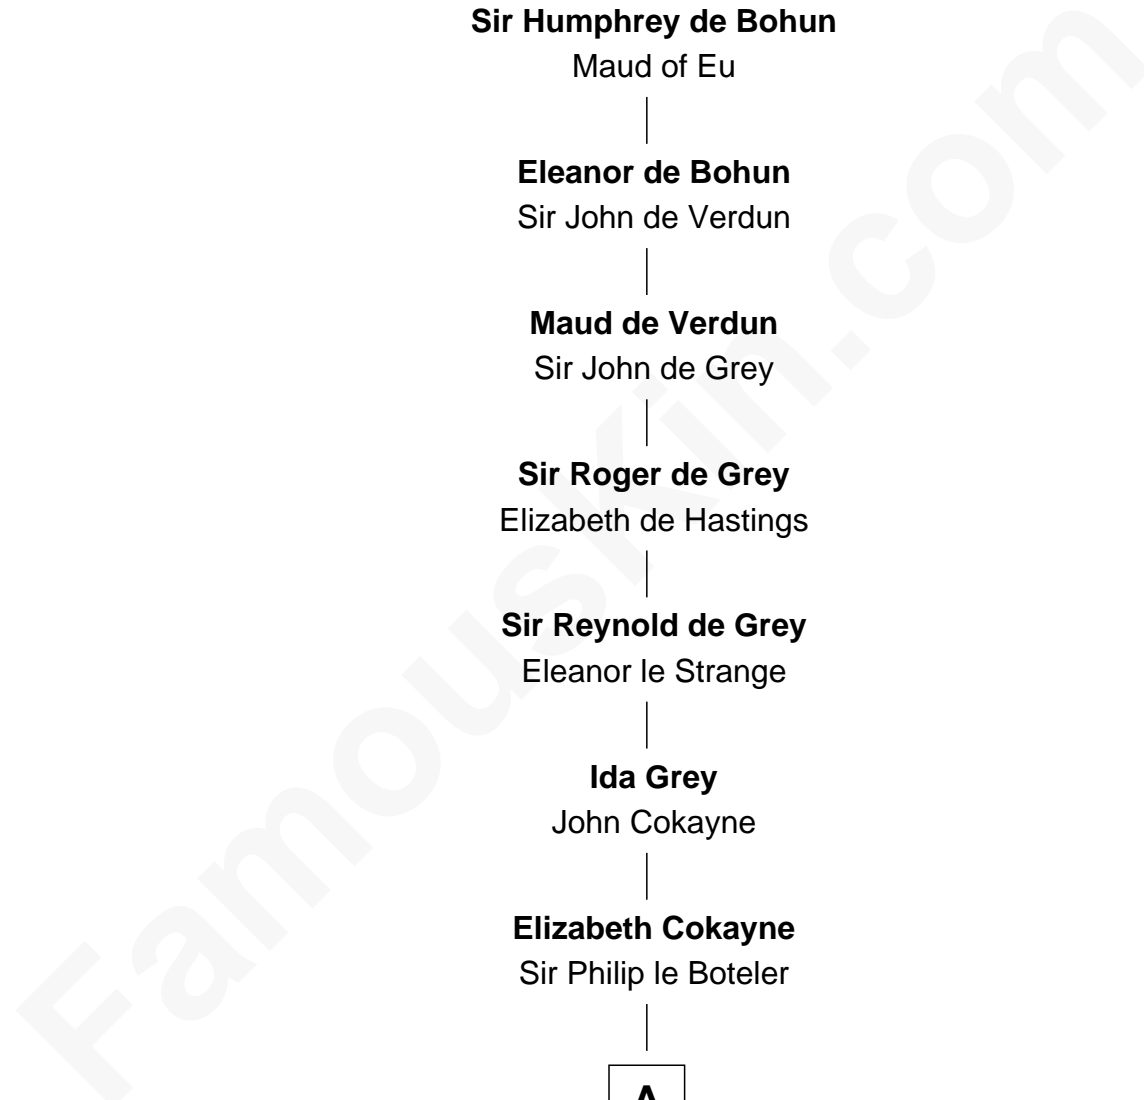 Sir Humphrey de Bohun
Maud of Eu
Eleanor de Bohun
Sir John de Verdun
Maud de Verdun
Sir John de Grey
Sir Roger de Grey
Elizabeth de Hastings
Sir Reynold de Grey
Eleanor le Strange
Ida Grey
John Cokayne
Elizabeth Cokayne
Sir Philip le Boteler
A
FamousKin.com